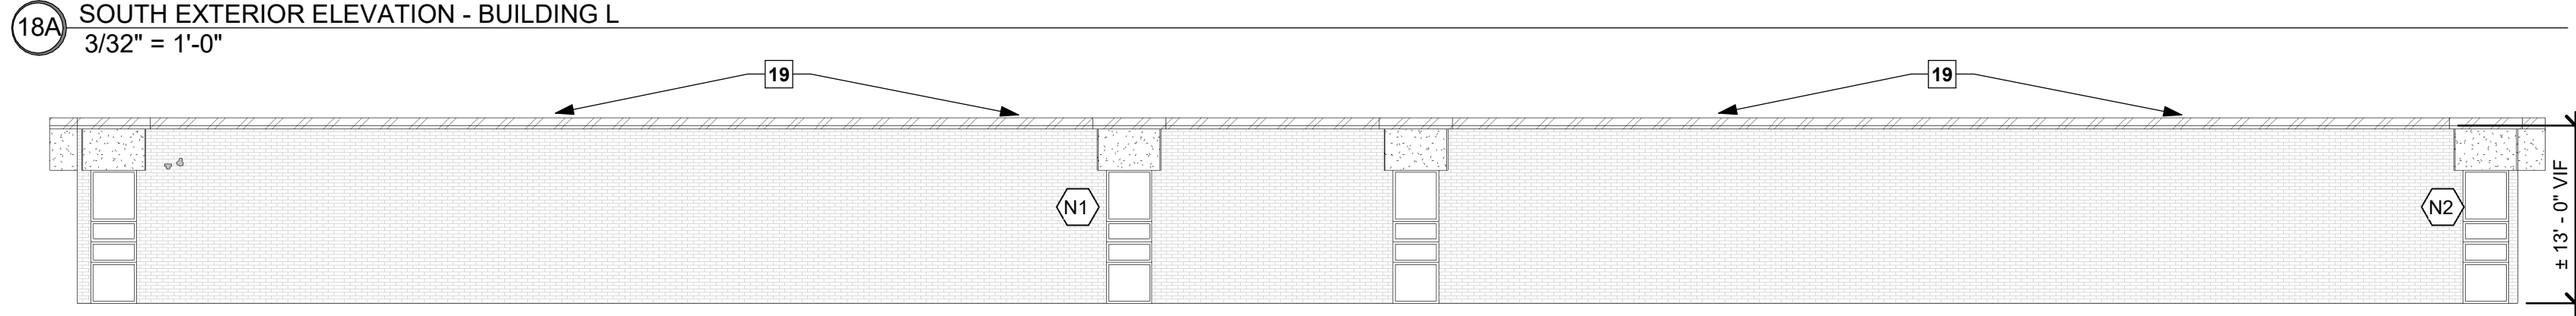 18A
SOUTH EXTERIOR ELEVATION - BUILDING L
3/32" = 1'-0"
19
19
N1
N2
± 13' - 0" VIF